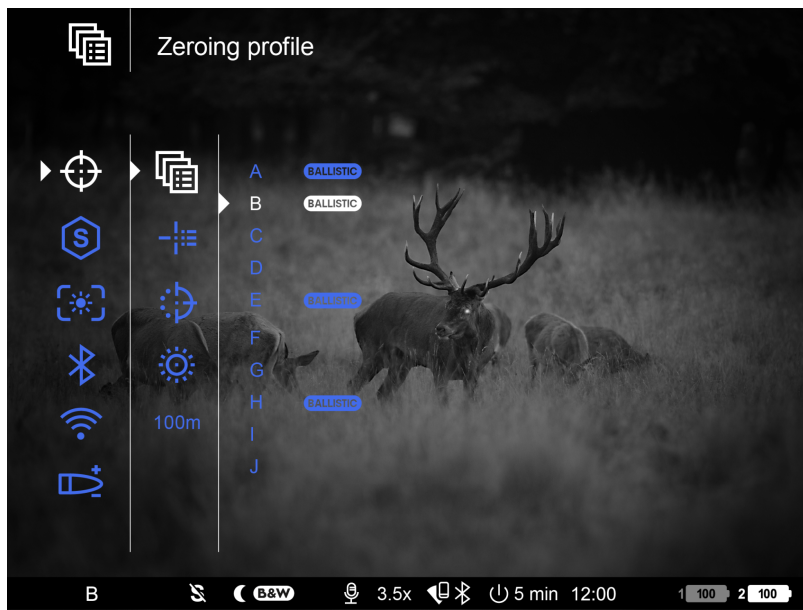 Zeroing profile
A BALLISTIC
B BALLISTIC
C
D
E BALLISTIC
F
G
H BALLISTIC
I
J
S
100m
B S B&W 3.5x 5 min 12:00 1 100 2 100